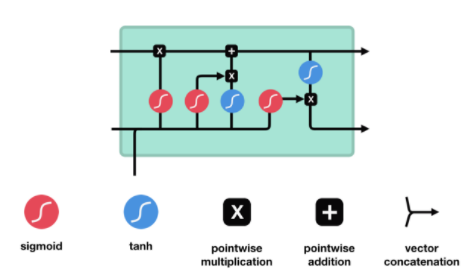 X
+
X
X
X
+
sigmoid
tanh
pointwise
multiplication
pointwise
addition
vector
concatenation